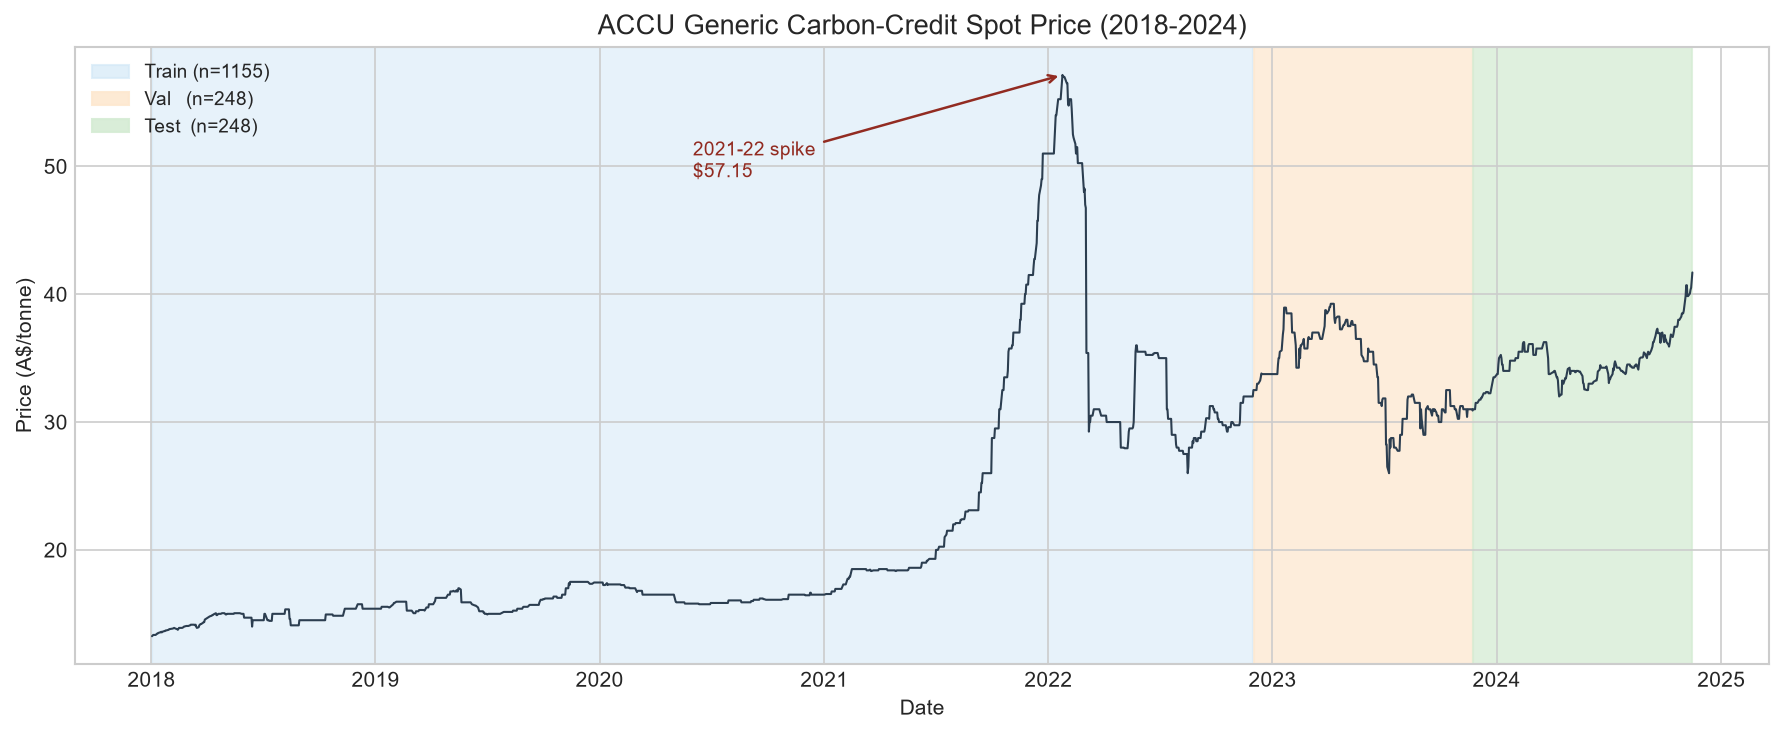 ACCU Generic Carbon-Credit Spot Price (2018-2024)
Train (n=1155)
Val (n=248)
Test (n=248)
2021-22 spike
$57.15
Price (A$/tonne)
50
40
30
20
2018 2019 2020 2021 2022 2023 2024 2025
Date